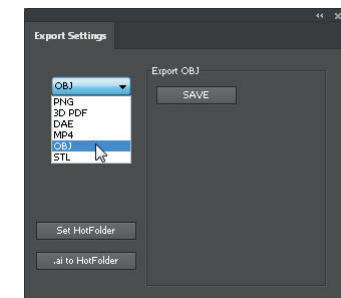 Export Settings
Export OBJ
OBJ
SAVE
PNG
3D PDF
DAE
MP4
OBJ
STL
Set HotFolder
.ai to HotFolder